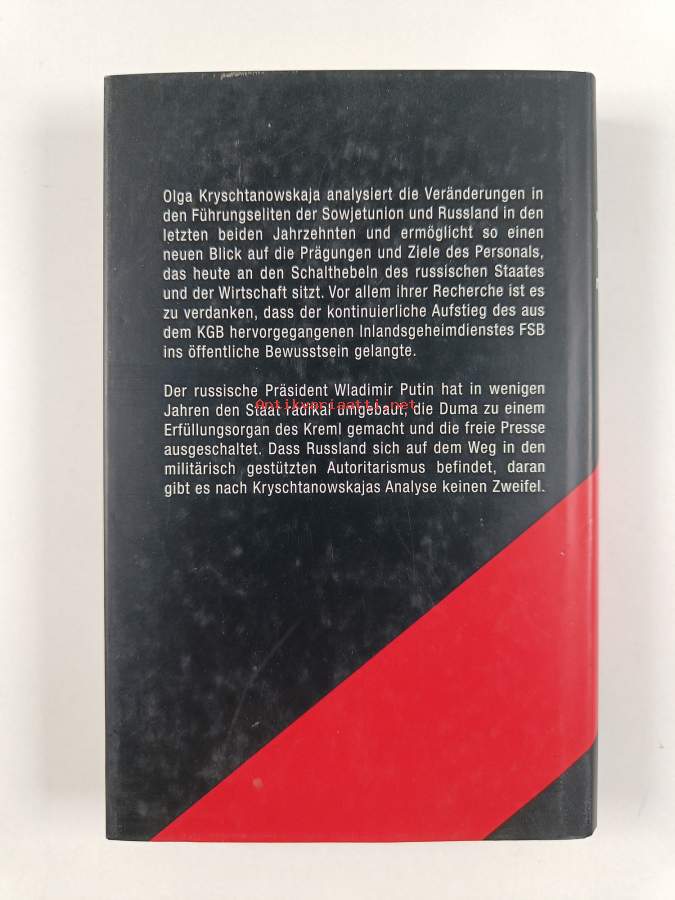 Olga Kryschtanowskaja analysiert die Veränderungen in
den Führungseliten der Sowjetunion und Russland in den
letzten beiden Jahrzehnten und ermöglicht so einen
neuen Blick auf die Prägungen und Ziele des Personals,
das heute an den Schalthebeln des russischen Staates
und der Wirtschaft sitzt. Vor allem ihrer Recherche ist es
zu verdanken, dass der kontinuierliche Aufstieg des aus
dem KGB hervorgegangenen Inlandsgeheimdienstes FSB
ins öffentliche Bewusstsein gelangte.
Der russische Präsident Wladimir Putin hat in wenigen
Antikvariaatti.net
Jahren den Staat radikal umgebaut, die Duma zu einem
Erfüllungsorgan des Kreml gemacht und die freie Presse
ausgeschaltet. Dass Russland sich auf dem Weg in den
militärisch gestützten Autoritarismus befindet, daran
gibt es nach Kryschtanowskajas Analyse keinen Zweifel.